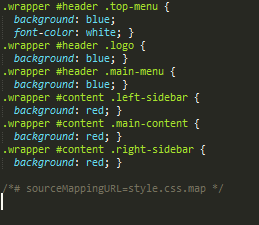 .wrapper #header .top-menu {
  background: blue;
  font-color: white; }
.wrapper #header .logo {
  background: blue; }
.wrapper #header .main-menu {
  background: blue; }
.wrapper #content .left-sidebar {
  background: red; }
.wrapper #content .main-content {
  background: red; }
.wrapper #content .right-sidebar {
  background: red; }

/*# sourceMappingURL=style.css.map */